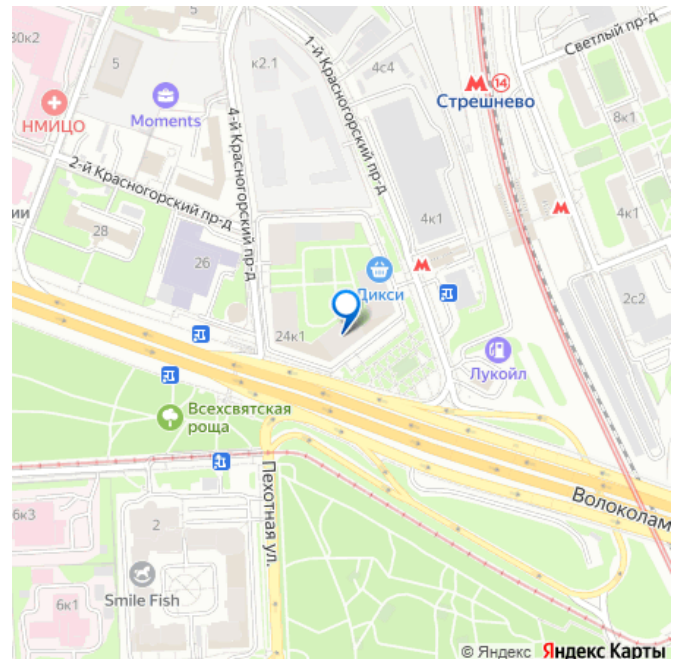 30к2
5
5
к2.1
4с4
1-й Красногорский пр-д
Светлый пр-д
14
Стрешнево
НМИЦО
Moments
4-й Красногорский пр-д
8к1
2-й Красногорский пр-д
ии
28
26
4к1
4к1
Дикси
2с2
24к1
Лукойл
Всехсвятская
роща
Пехотная ул.
Волоколам
6к3
2
Smile Fish
6к1
© Яндекс Яндекс Карты